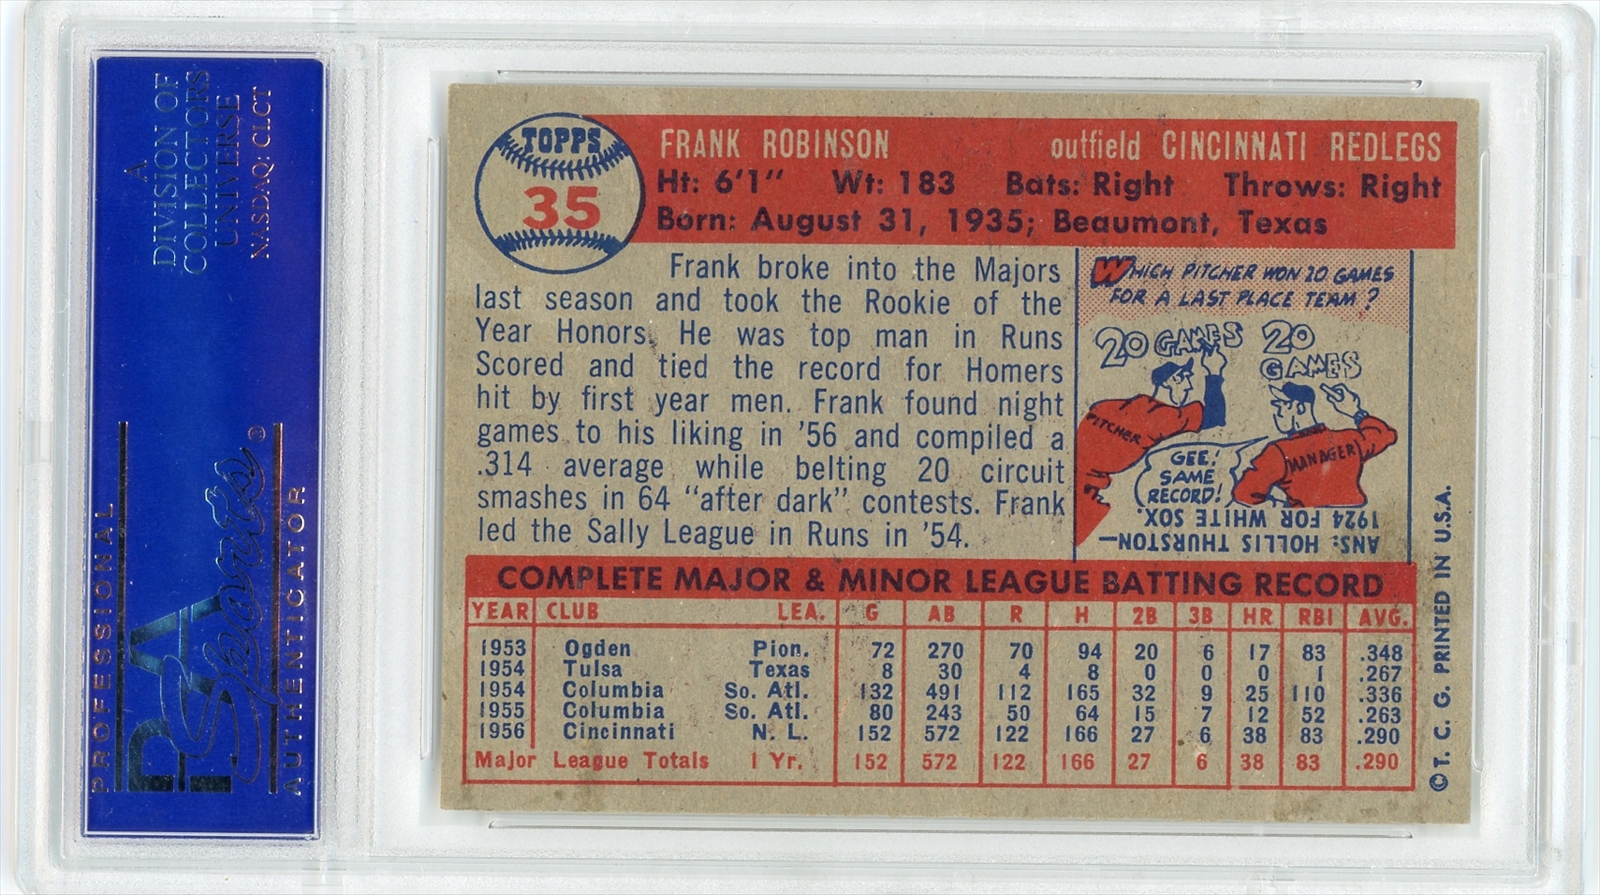 A
DIVISION OF
COLLECTORS
UNIVERSE
NASDAQ: CLCT
PROFESSIONAL
PSA
Sports
®
AUTHENTICATOR
TOPPS
35
FRANK ROBINSON outfield CINCINNATI REDLEGS
Ht: 6'1" Wt: 183 Bats: Right Throws: Right
Born: August 31, 1935; Beaumont, Texas
Frank broke into the Majors
last season and took the Rookie of the
Year Honors. He was top man in Runs
Scored and tied the record for Homers
hit by first year men. Frank found night
games to his liking in '56 and compiled a
.314 average while belting 20 circuit
smashes in 64 "after dark" contests. Frank
led the Sally League in Runs in '54.
WHICH PITCHER WON 20 GAMES
FOR A LAST PLACE TEAM?
20 GAMES 20
GAMES
PITCHER
MANAGER
GEE!
SAME
RECORD!
ANS: HOLLIS THURSTON—
1924 FOR WHITE SOX.
COMPLETE MAJOR & MINOR LEAGUE BATTING RECORD
YEAR CLUB LEA. G AB R H 2B 3B HR RBI AVG.
1953 Ogden Pion. 72 270 70 94 20 6 17 83 .348
1954 Tulsa Texas 8 30 4 8 0 0 0 1 .267
1954 Columbia So. Atl. 132 491 112 165 32 9 25 110 .336
1955 Columbia So. Atl. 80 243 50 64 15 7 12 52 .263
1956 Cincinnati N. L. 152 572 122 166 27 6 38 83 .290
Major League Totals 1 Yr. 152 572 122 166 27 6 38 83 .290
©T. C. G. PRINTED IN U.S.A.